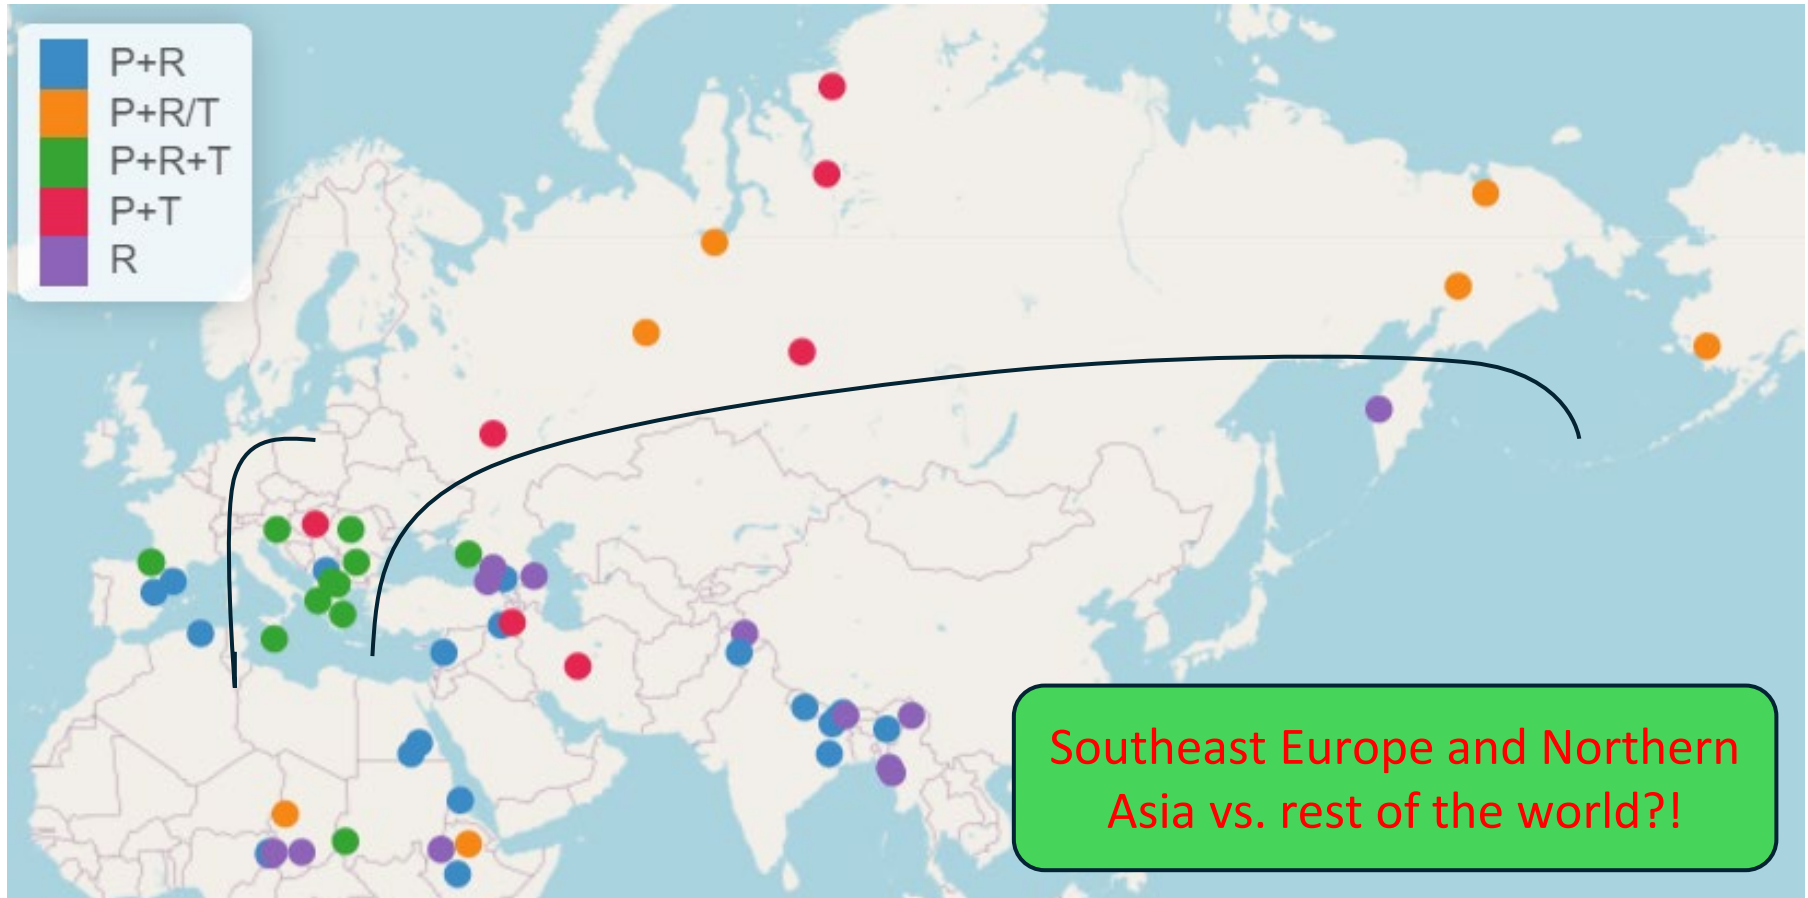 P+R
P+R/T
P+R+T
P+T
R
Southeast Europe and Northern
Asia vs. rest of the world?!